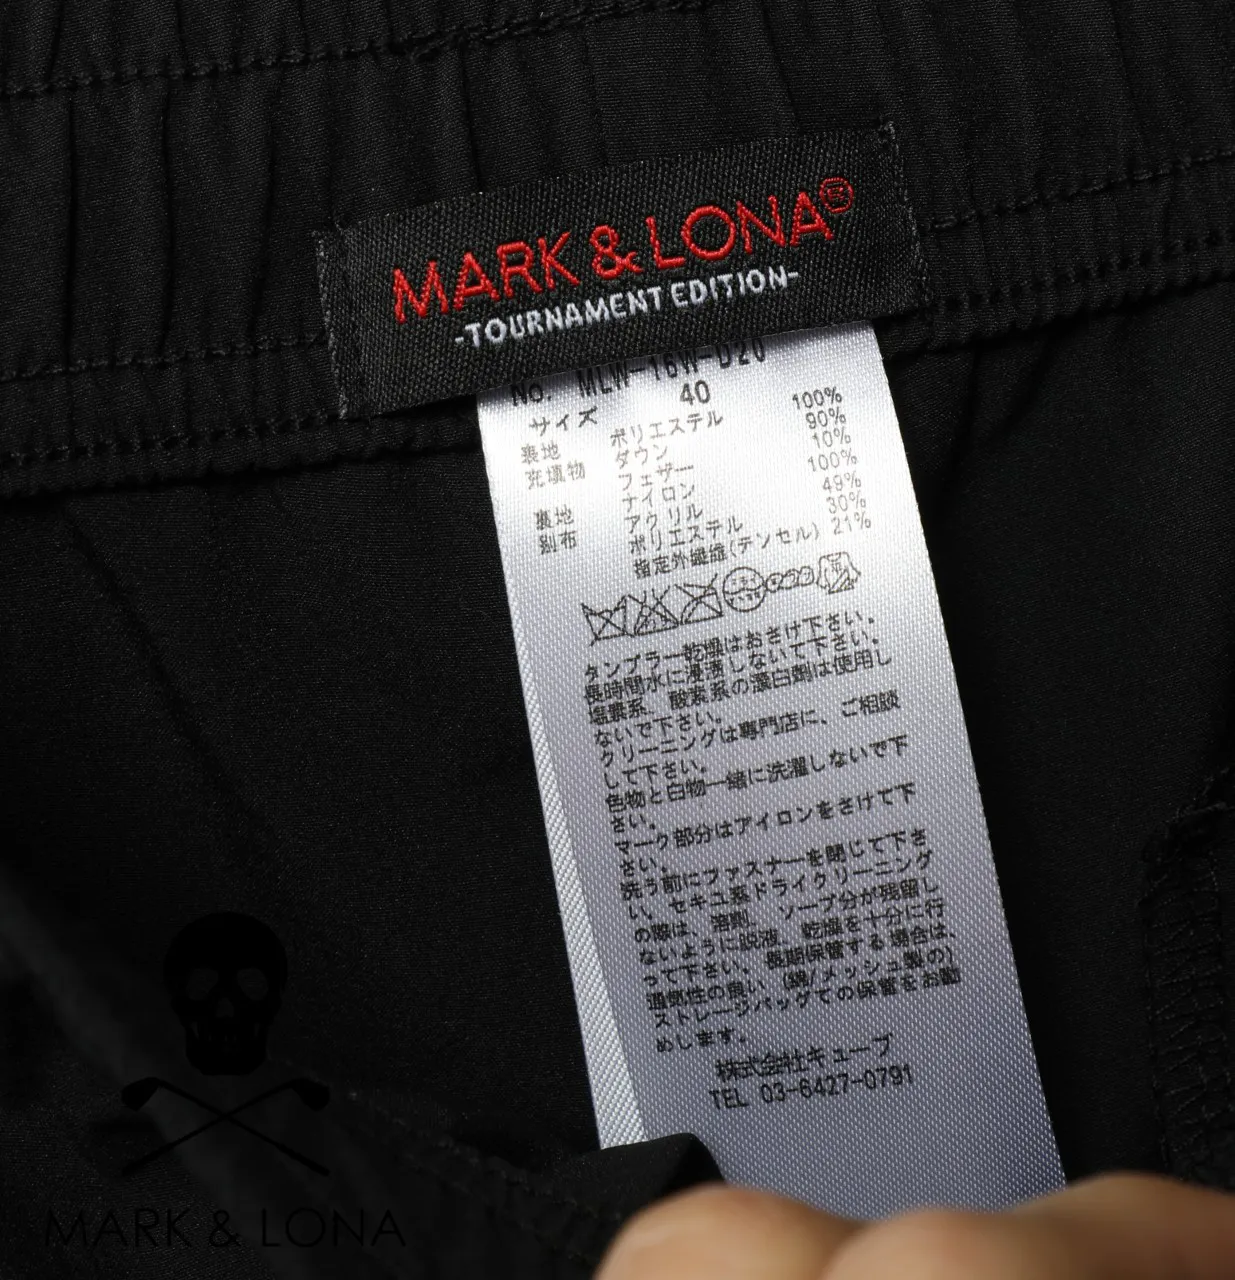 MARK & LONA®
-TOURNAMENT EDITION-
No. MLW-16W-D20
サイズ 40
表地 ポリエステル 100%
充填物 ダウン 90%
フェザー 10%
裏地 ナイロン 100%
別布 アクリル 49%
ポリエステル 30%
指定外繊維(テンセル) 21%
タンブラー乾燥はおさけ下さい。
長時間水に浸漬しないで下さい。
塩素系、酸素系の漂白剤は使用し
ないで下さい。
クリーニングは専門店に、ご相談
して下さい。
色物と白物一緒に洗濯しないで下
さい。
マーク部分はアイロンをさけて下
さい。
洗う前にファスナーを閉じて下さ
い。セキユ系ドライクリーニング
の際は、溶剤、ソープ分が残留し
ないように脱液、乾燥を十分に行
って下さい。長期保管する場合は、
通気性の良い(綿/メッシュ製の)
ストレージバッグでの保管をお勧
めします。
株式会社キューブ
TEL 03-6427-0791
MARK & LONA